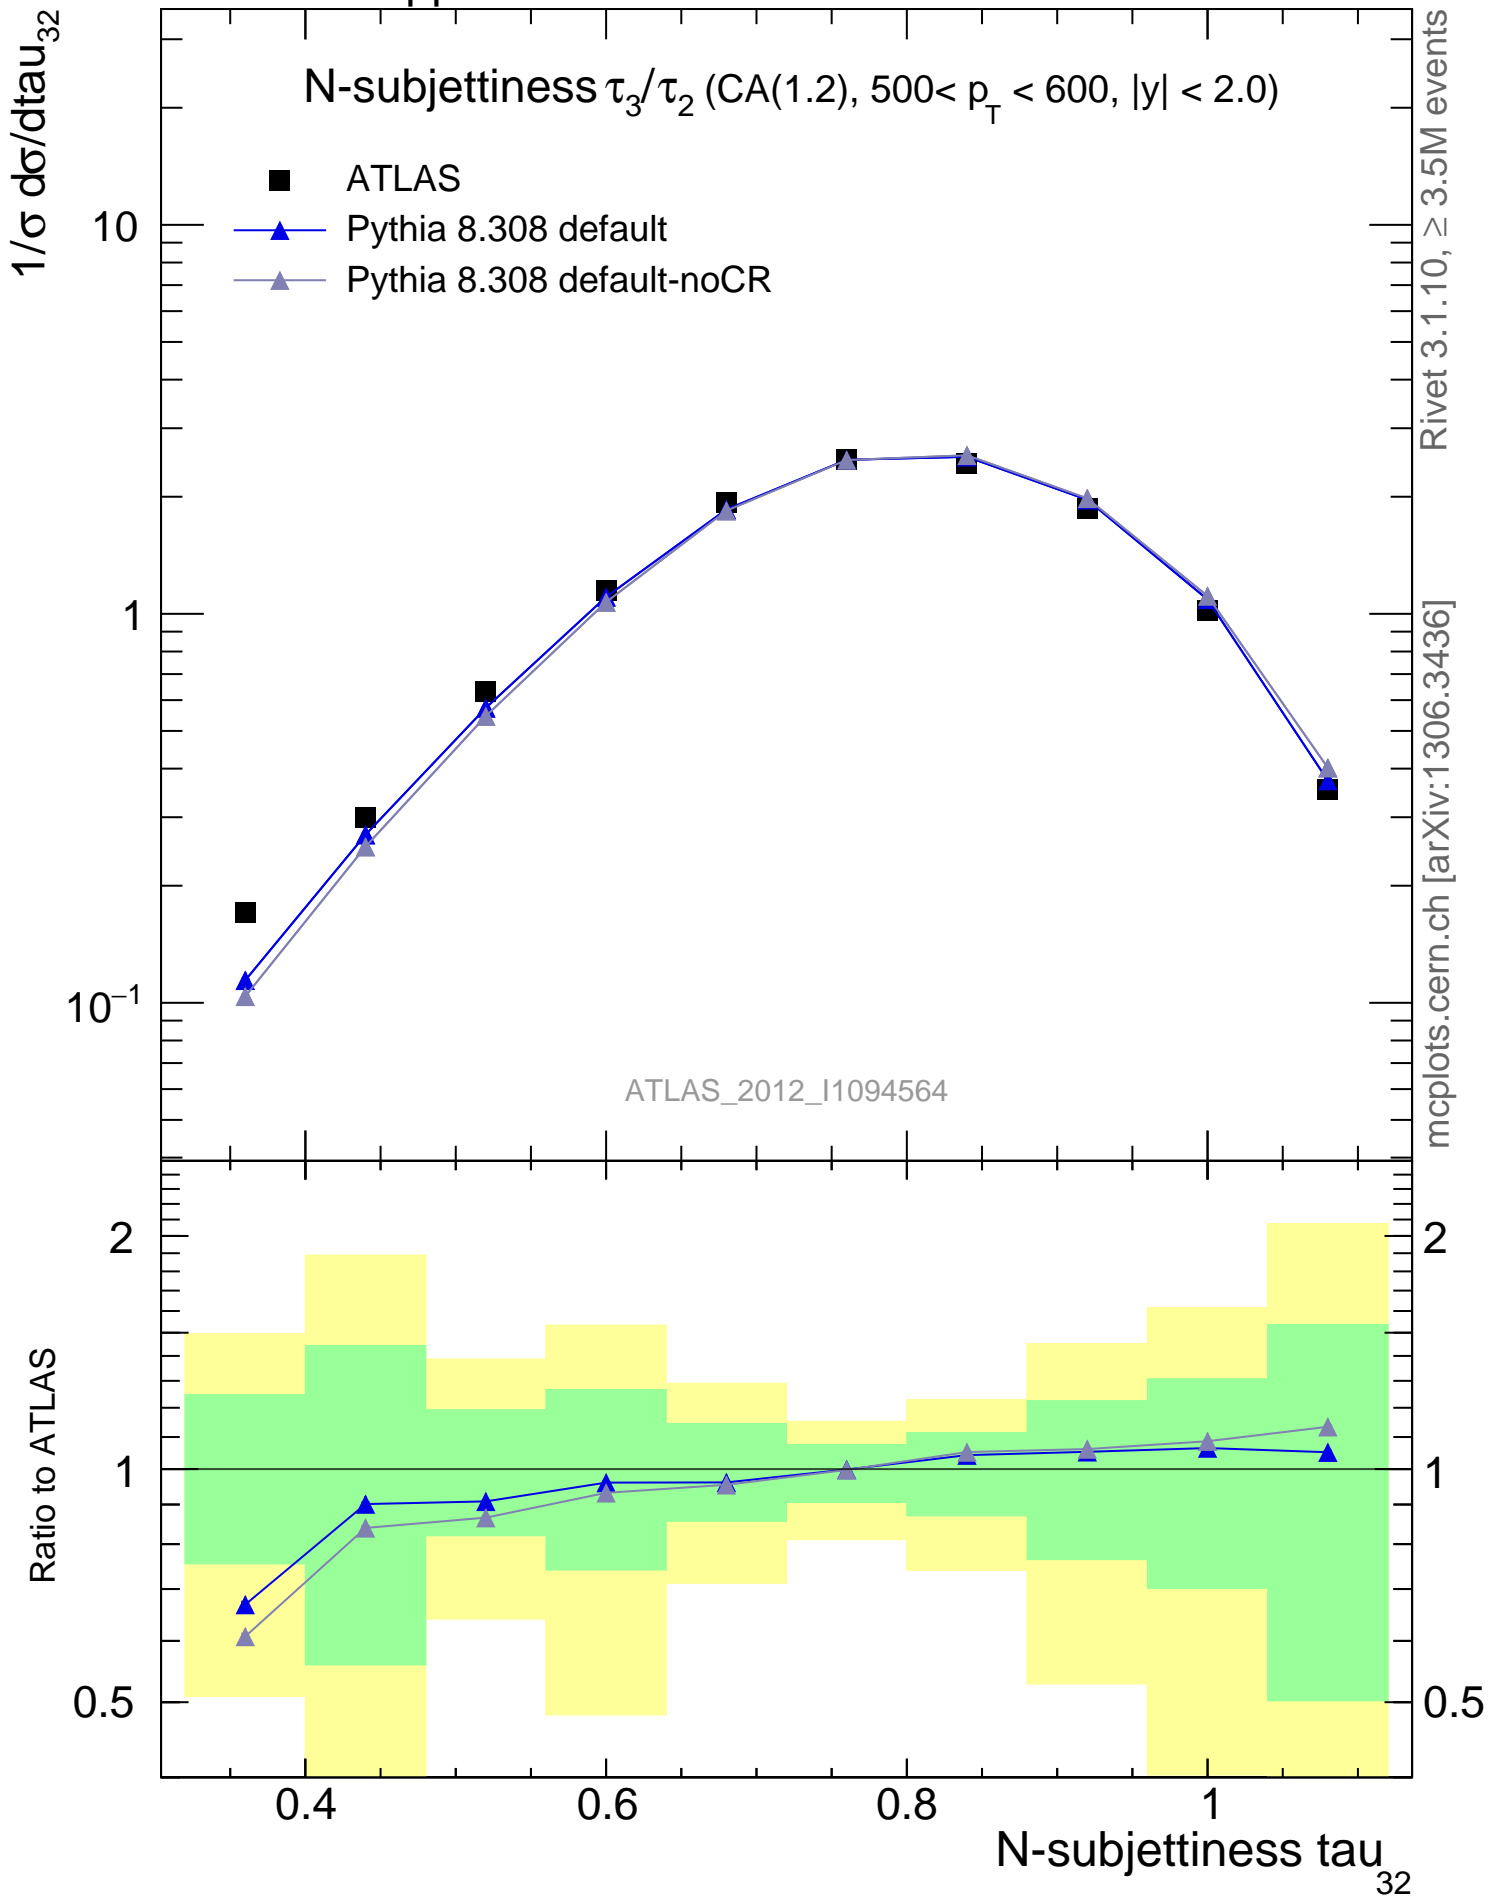 1/σ dσ/dtau32
N-subjettiness τ3/τ2 (CA(1.2), 500< pT < 600, |y| < 2.0)
ATLAS
Pythia 8.308 default
Pythia 8.308 default-noCR
10
1
10−1
ATLAS_2012_I1094564
Rivet 3.1.10, ≥ 3.5M events
mcplots.cern.ch [arXiv:1306.3436]
Ratio to ATLAS
2
1
0.5
2
1
0.5
0.4 0.6 0.8 1
N-subjettiness tau32